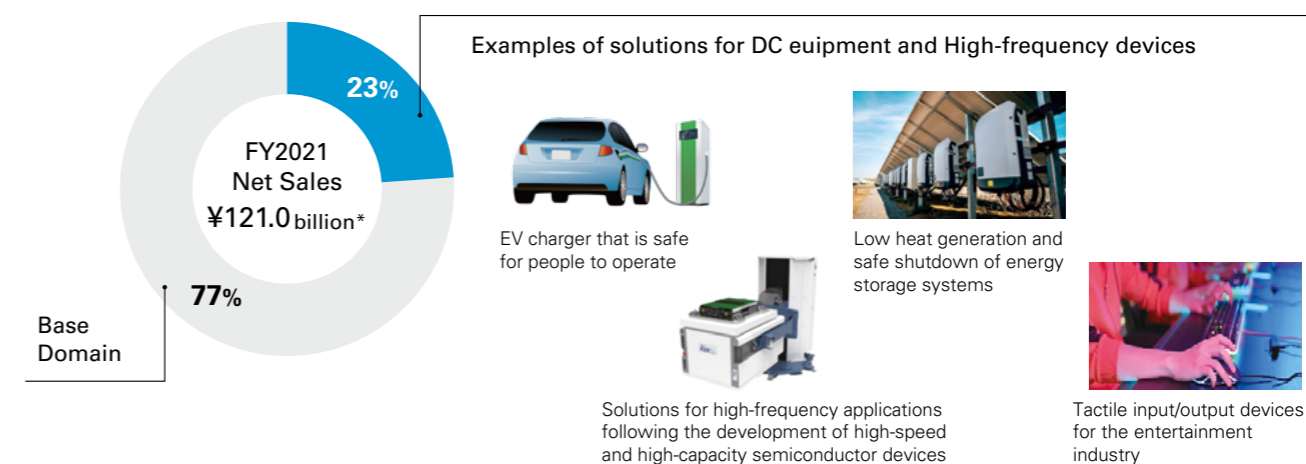 Examples of solutions for DC euipment and High-frequency devices
23%
FY2021
Net Sales
¥121.0 billion*
77%
Base
Domain
EV charger that is safe
for people to operate
Low heat generation and
safe shutdown of energy
storage systems
Solutions for high-frequency applications
following the development of high-speed
and high-capacity semiconductor devices
Tactile input/output devices
for the entertainment
industry